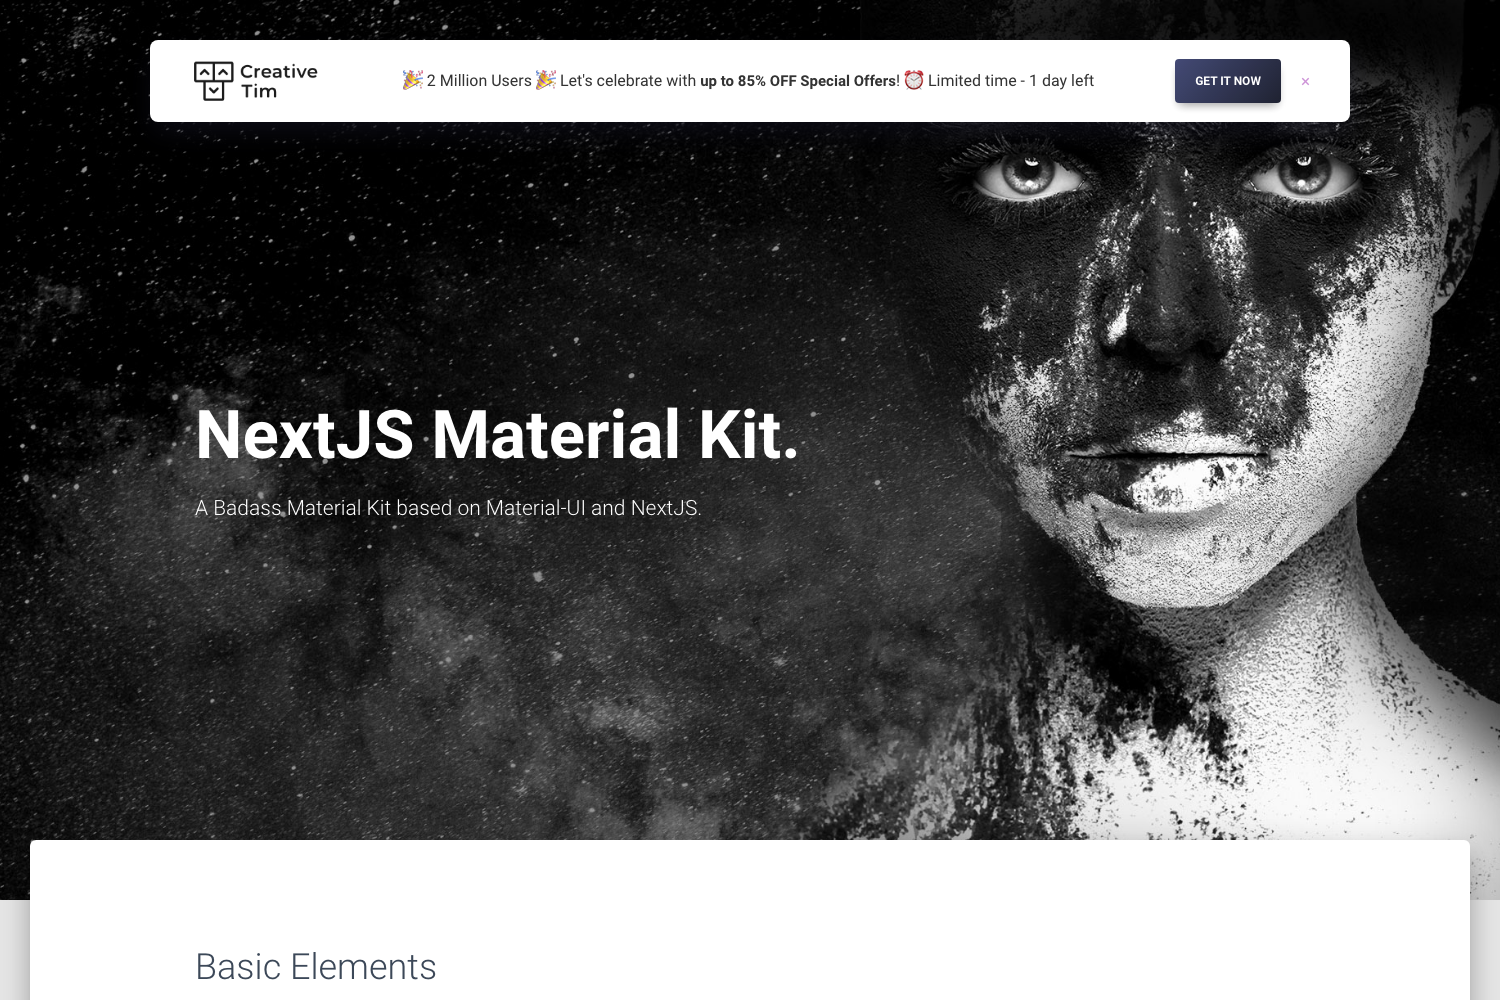 Creative
Tim
🎉 2 Million Users 🎉 Let's celebrate with up to 85% OFF Special Offers! ⏰ Limited time - 1 day left
GET IT NOW
×
NextJS Material Kit.
A Badass Material Kit based on Material-UI and NextJS.
Basic Elements